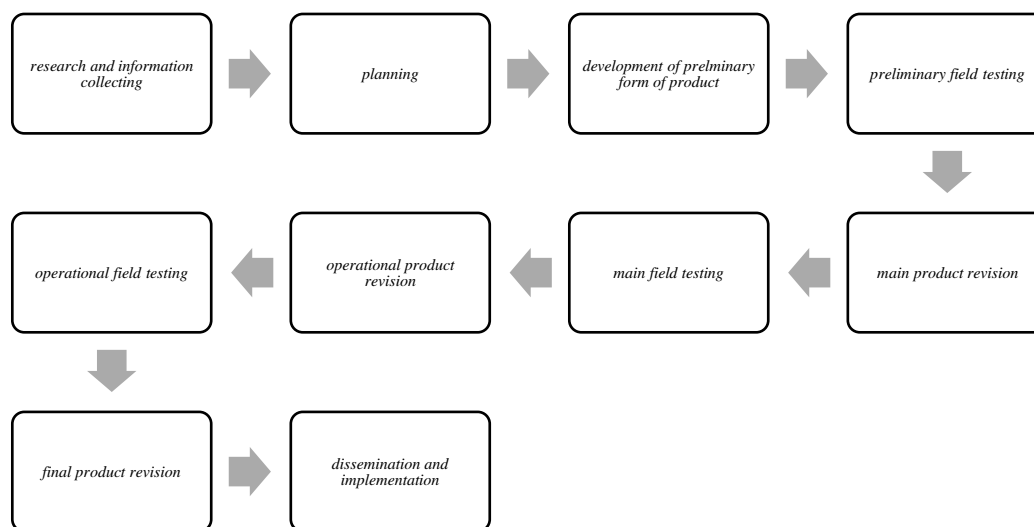 research and information
collecting
planning
development of prelminary
form of product
preliminary field testing
main product revision
main field testing
operational product
revision
operational field testing
final product revision
dissemination and
implementation